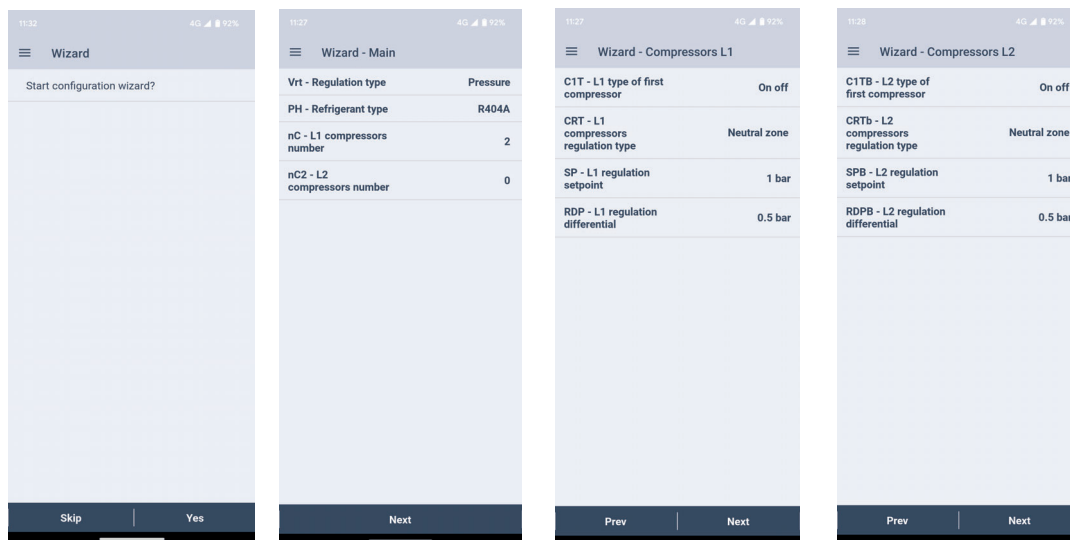 11:32
4G 92%
Wizard
Start configuration wizard?
Skip
Yes
11:27
4G 92%
Wizard - Main
Vrt - Regulation type
Pressure
PH - Refrigerant type
R404A
nC - L1 compressors
number
2
nC2 - L2
compressors number
0
Next
11:27
4G 92%
Wizard - Compressors L1
C1T - L1 type of first
compressor
On off
CRT - L1
compressors
regulation type
Neutral zone
SP - L1 regulation
setpoint
1 bar
RDP - L1 regulation
differential
0.5 bar
Prev
Next
11:28
4G 92%
Wizard - Compressors L2
C1TB - L2 type of
first compressor
On off
CRTb - L2
compressors
regulation type
Neutral zone
SPB - L2 regulation
setpoint
1 bar
RDPB - L2 regulation
differential
0.5 bar
Prev
Next